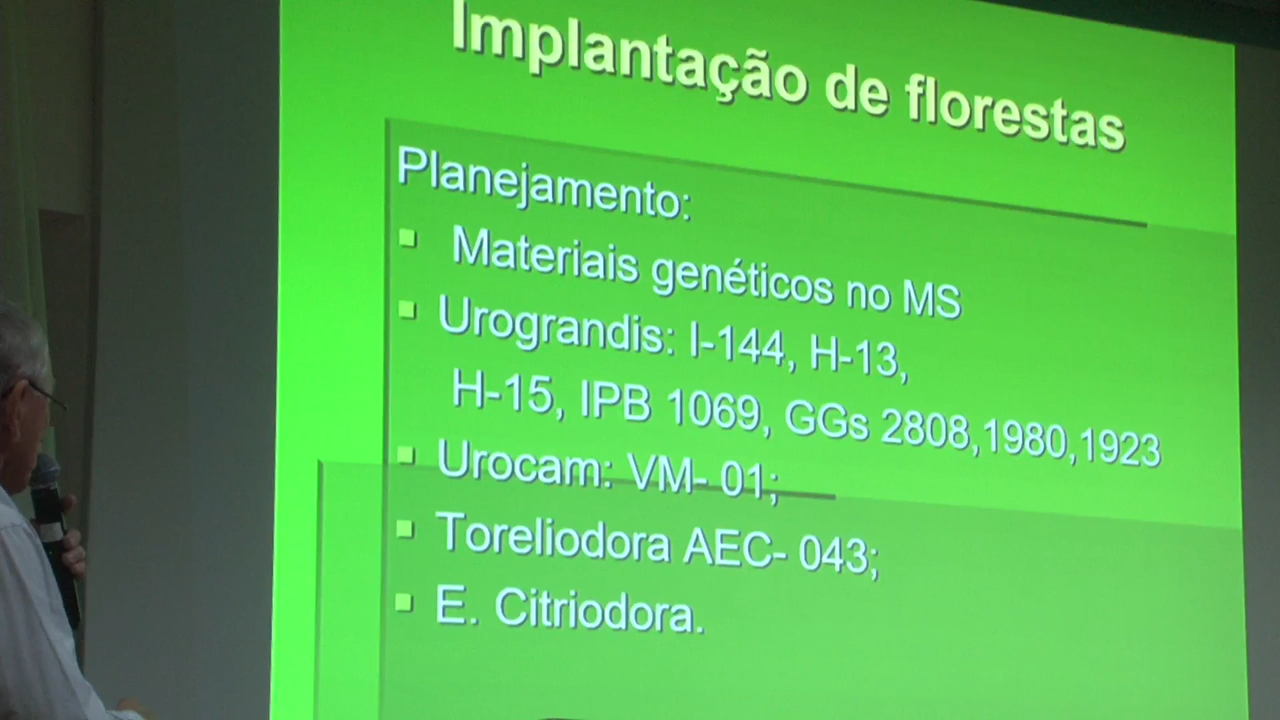 Implantação de florestas
Planejamento:
Materiais genéticos no MS
Urograndis: I-144, H-13,
H-15, IPB 1069, GGs 2808,1980,1923
Urocam: VM- 01;
Toreliodora AEC- 043;
E. Citriodora.